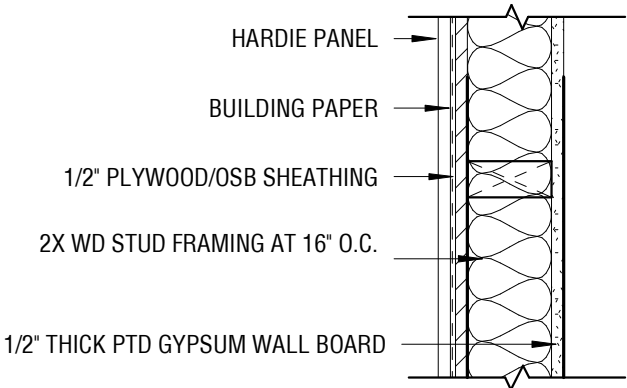 HARDIE PANEL
BUILDING PAPER
1/2" PLYWOOD/OSB SHEATHING
2X WD STUD FRAMING AT 16" O.C.
1/2" THICK PTD GYPSUM WALL BOARD